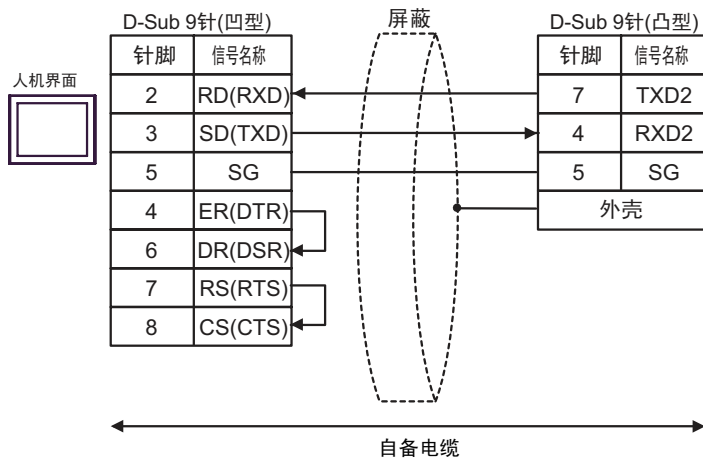 D-Sub 9针(凹型)
屏蔽
D-Sub 9针(凸型)
人机界面
针脚 信号名称
2 RD(RXD)
3 SD(TXD)
5 SG
4 ER(DTR)
6 DR(DSR)
7 RS(RTS)
8 CS(CTS)
针脚 信号名称
7 TXD2
4 RXD2
5 SG
外壳
自备电缆